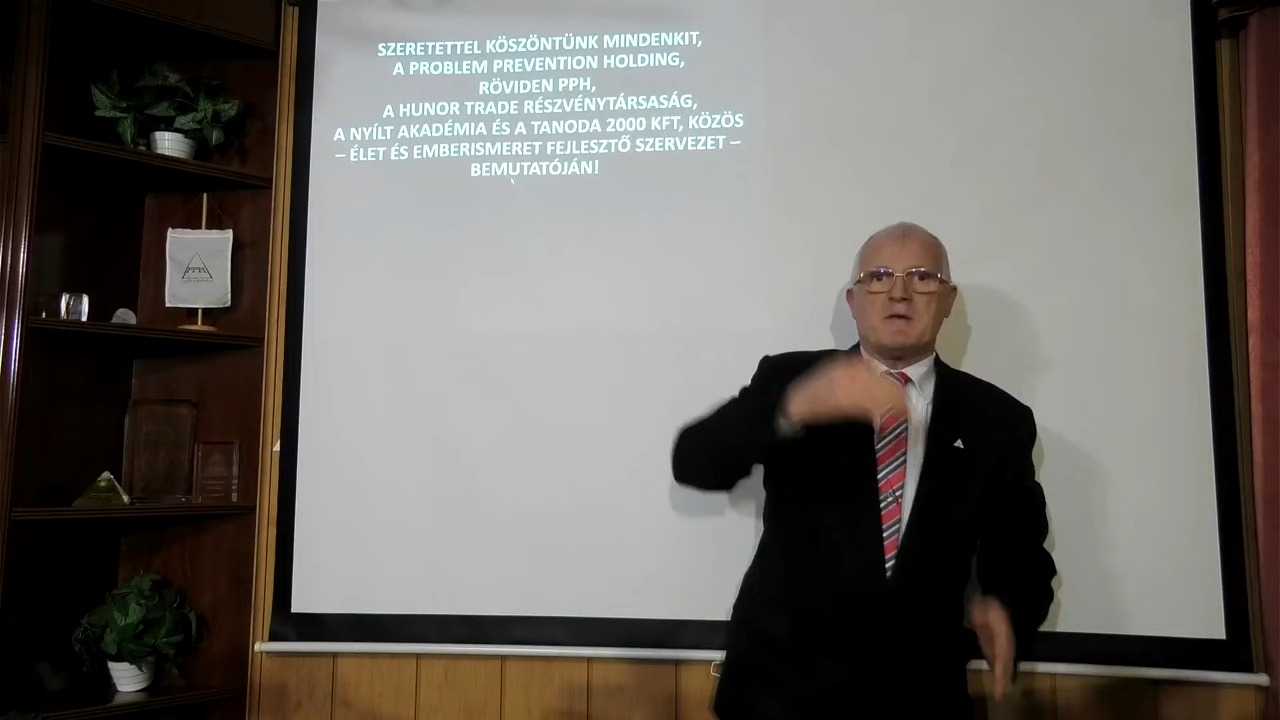 SZERETETTEL KÖSZÖNTÜNK MINDENKIT,
A PROBLEM PREVENTION HOLDING,
RÖVIDEN PPH,
A HUNOR TRADE RÉSZVÉNYTÁRSASÁG,
A NYÍLT AKADÉMIA ÉS A TANODA 2000 KFT, KÖZÖS
– ÉLET ÉS EMBERISMERET FEJLESZTŐ SZERVEZET –
BEMUTATÓJÁN!
PPH